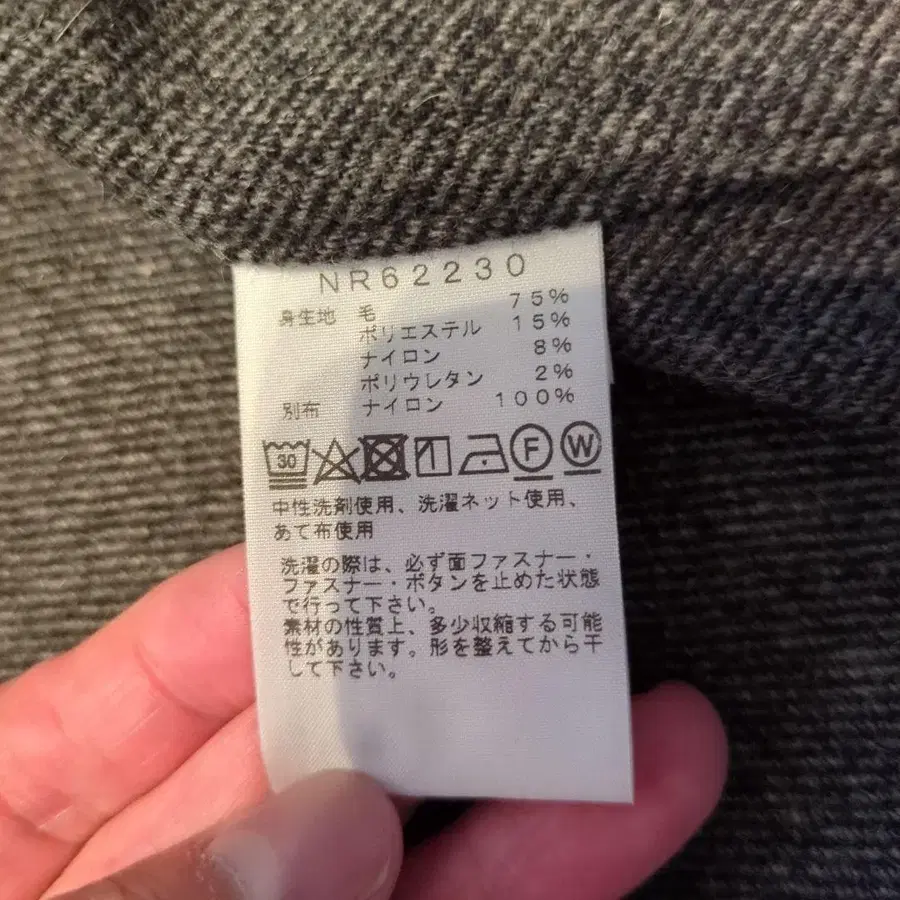 NR62230
身生地 毛 75%
ポリエステル 15%
ナイロン 8%
ポリウレタン 2%
別布 ナイロン 100%
30 F W
中性洗剤使用、洗濯ネット使用、
あて布使用
洗濯の際は、必ず面ファスナー・
ファスナー・ボタンを止めた状態
で行って下さい。
素材の性質上、多少収縮する可能
性があります。形を整えてから干
して下さい。